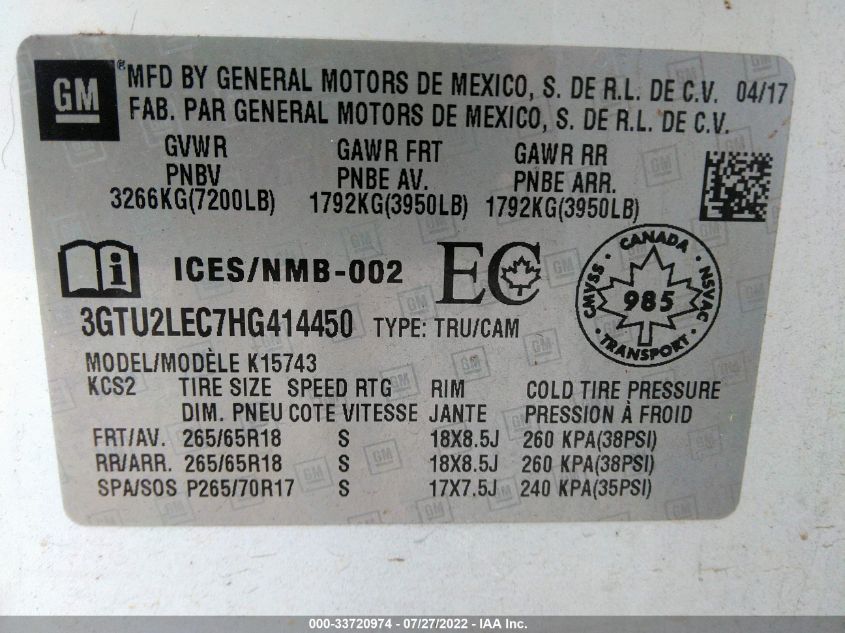 GM ® MFD BY GENERAL MOTORS DE MEXICO, S. DE R.L. DE C.V. 04/17
FAB. PAR GENERAL MOTORS DE MEXICO, S. DE R.L. DE C.V.
GVWR GAWR FRT GAWR RR
PNBV PNBE AV. PNBE ARR.
3266KG(7200LB) 1792KG(3950LB) 1792KG(3950LB)
i ICES/NMB-002 EC
CANADA
CMVSS 985 NSVAC
TRANSPORT
3GTU2LEC7HG414450 TYPE: TRU/CAM
MODEL/MODÈLE K15743
KCS2 TIRE SIZE SPEED RTG RIM COLD TIRE PRESSURE
DIM. PNEU COTE VITESSE JANTE PRESSION À FROID
FRT/AV. 265/65R18 S 18X8.5J 260 KPA(38PSI)
RR/ARR. 265/65R18 S 18X8.5J 260 KPA(38PSI)
SPA/SOS P265/70R17 S 17X7.5J 240 KPA(35PSI)
000-33720974 - 07/27/2022 - IAA Inc.